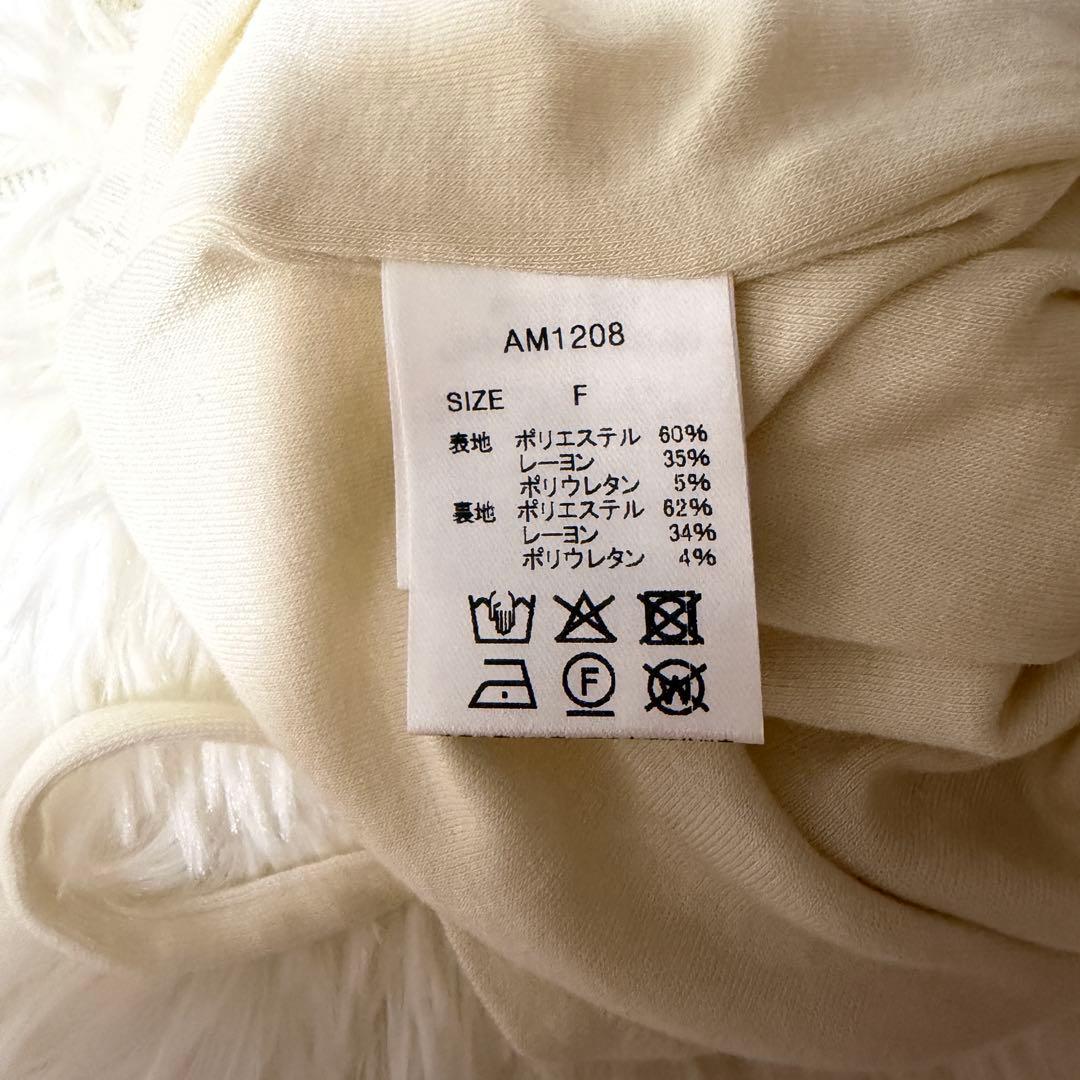 AM1208
SIZE F
表地 ポリエステル 60%
レーヨン 35%
ポリウレタン 5%
裏地 ポリエステル 62%
レーヨン 34%
ポリウレタン 4%
F
W